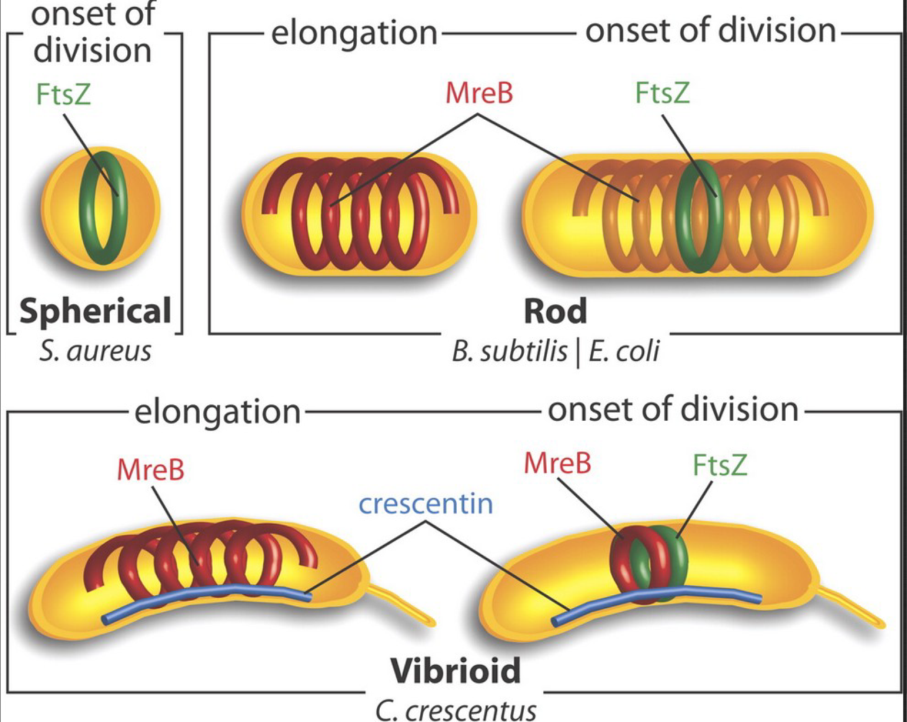 onset of
division
FtsZ
Spherical
S. aureus
elongation
onset of division
MreB
FtsZ
Rod
B. subtilis | E. coli
elongation
onset of division
MreB
crescentin
MreB
FtsZ
Vibrioid
C. crescentus